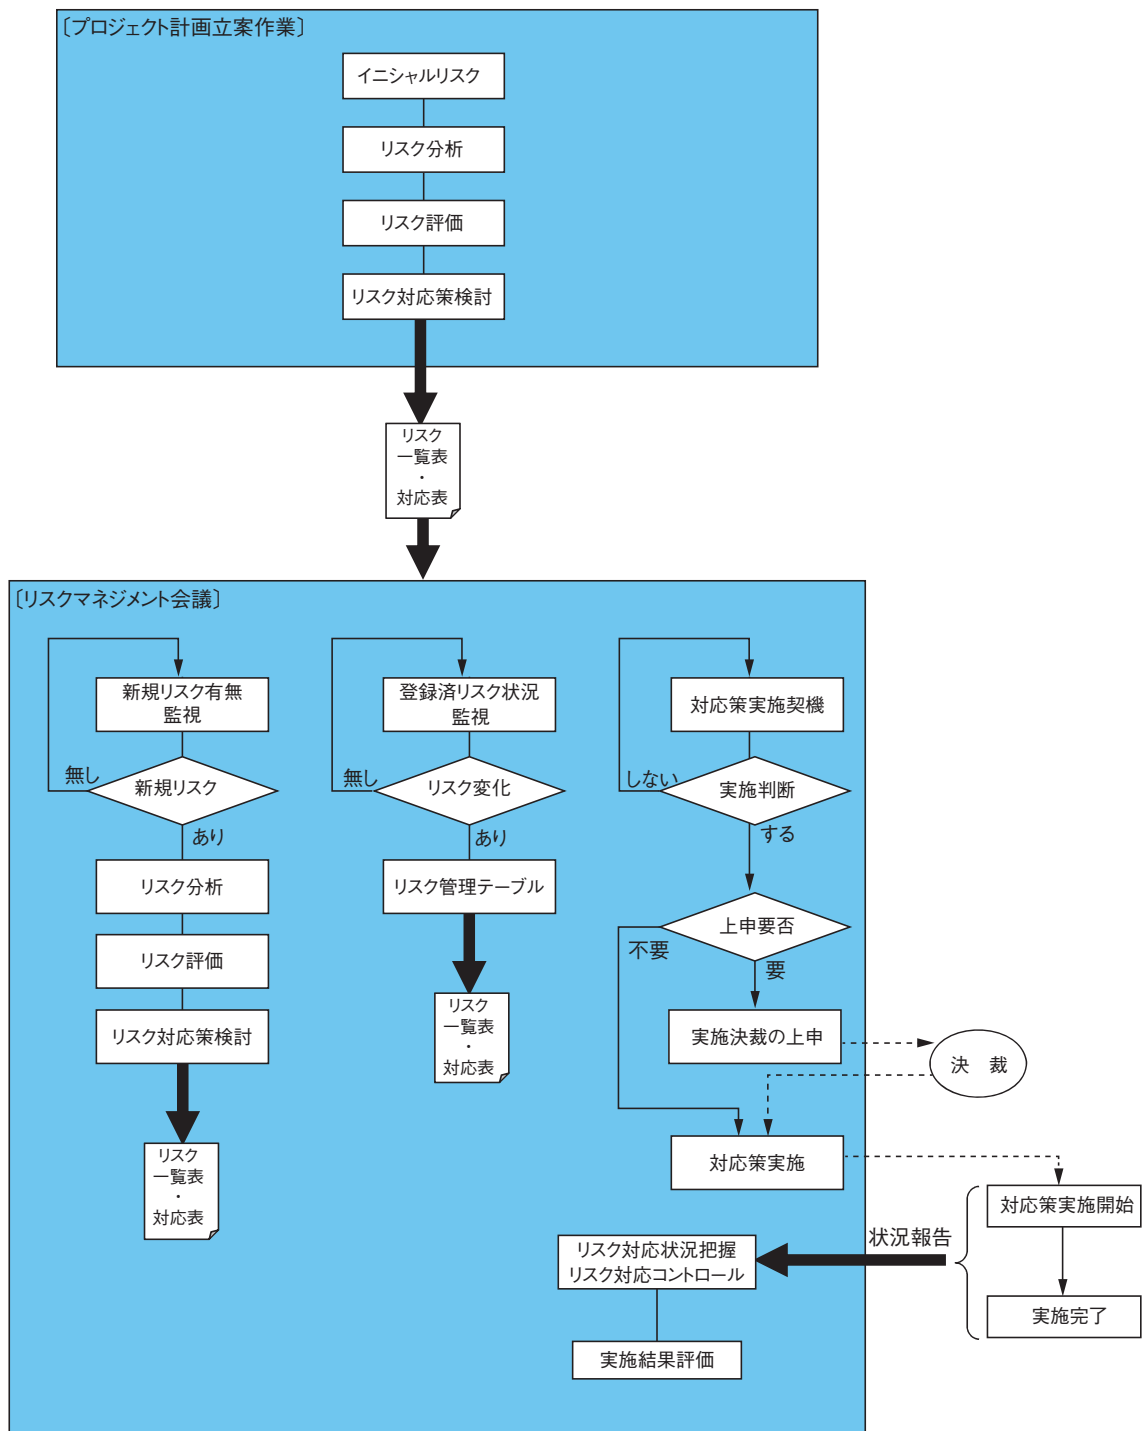 〔プロジェクト計画立案作業〕
イニシャルリスク
リスク分析
リスク評価
リスク対応策検討
リスク
一覧表
・
対応表
〔リスクマネジメント会議〕
新規リスク有無
監視
無し
新規リスク
あり
リスク分析
リスク評価
リスク対応策検討
リスク
一覧表
・
対応表
登録済リスク状況
監視
無し
リスク変化
あり
リスク管理テーブル
リスク
一覧表
・
対応表
対応策実施契機
しない
実施判断
する
上申要否
不要
要
実施決裁の上申
決　裁
対応策実施
対応策実施開始
状況報告
リスク対応状況把握
リスク対応コントロール
実施完了
実施結果評価